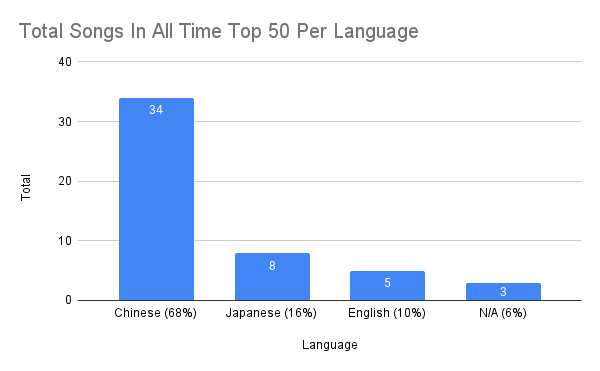 Total Songs In All Time Top 50 Per Language
Total
40
30
20
10
0
34
8
5
3
Chinese (68%)
Japanese (16%)
English (10%)
N/A (6%)
Language